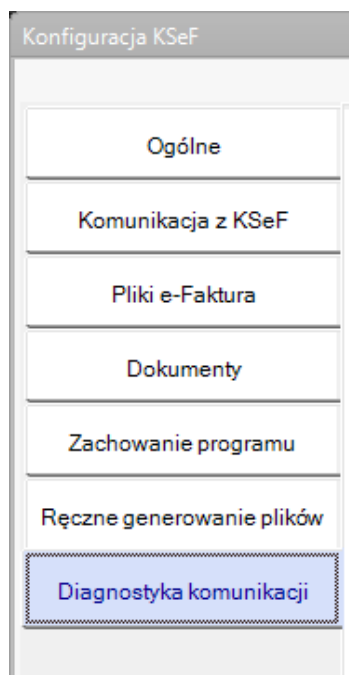 Konfiguracja KSeF
Ogólne
Komunikacja z KSeF
Pliki e-Faktura
Dokumenty
Zachowanie programu
Ręczne generowanie plików
Diagnostyka komunikacji